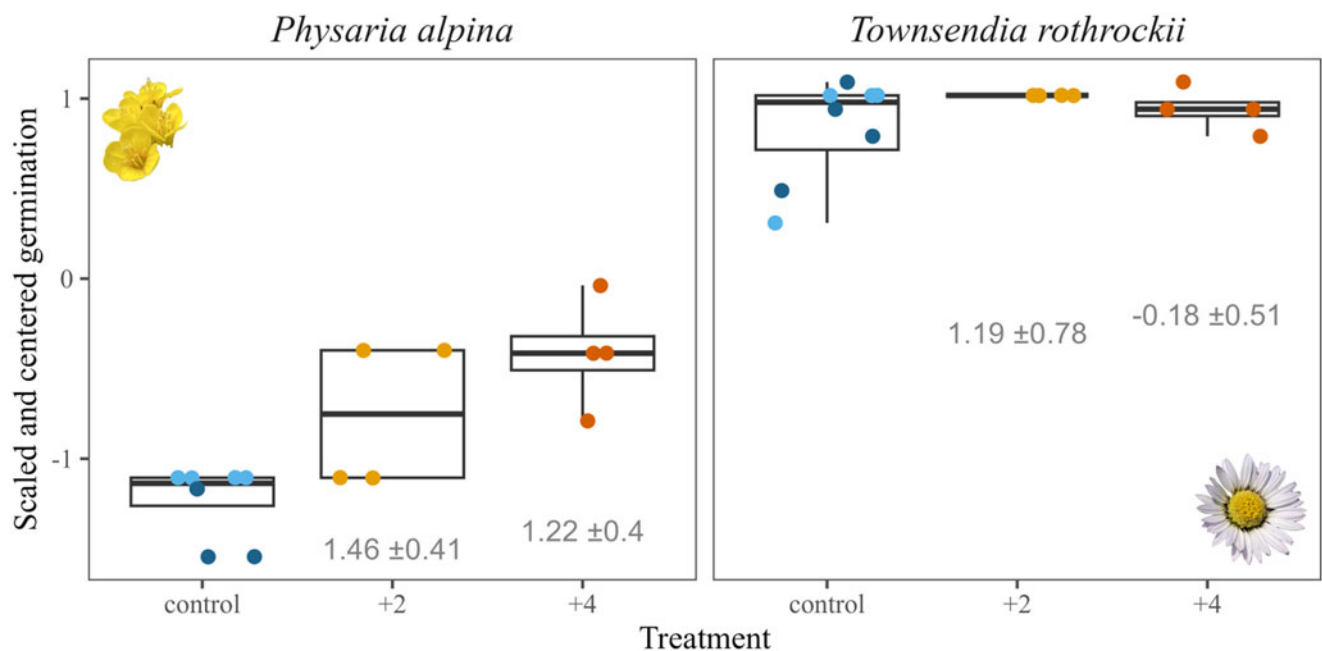 Physaria alpina
Townsendia rothrockii
Scaled and centered germination
1
0
-1
1.46 ±0.41
1.22 ±0.4
1.19 ±0.78
-0.18 ±0.51
control
+2
+4
control
+2
+4
Treatment